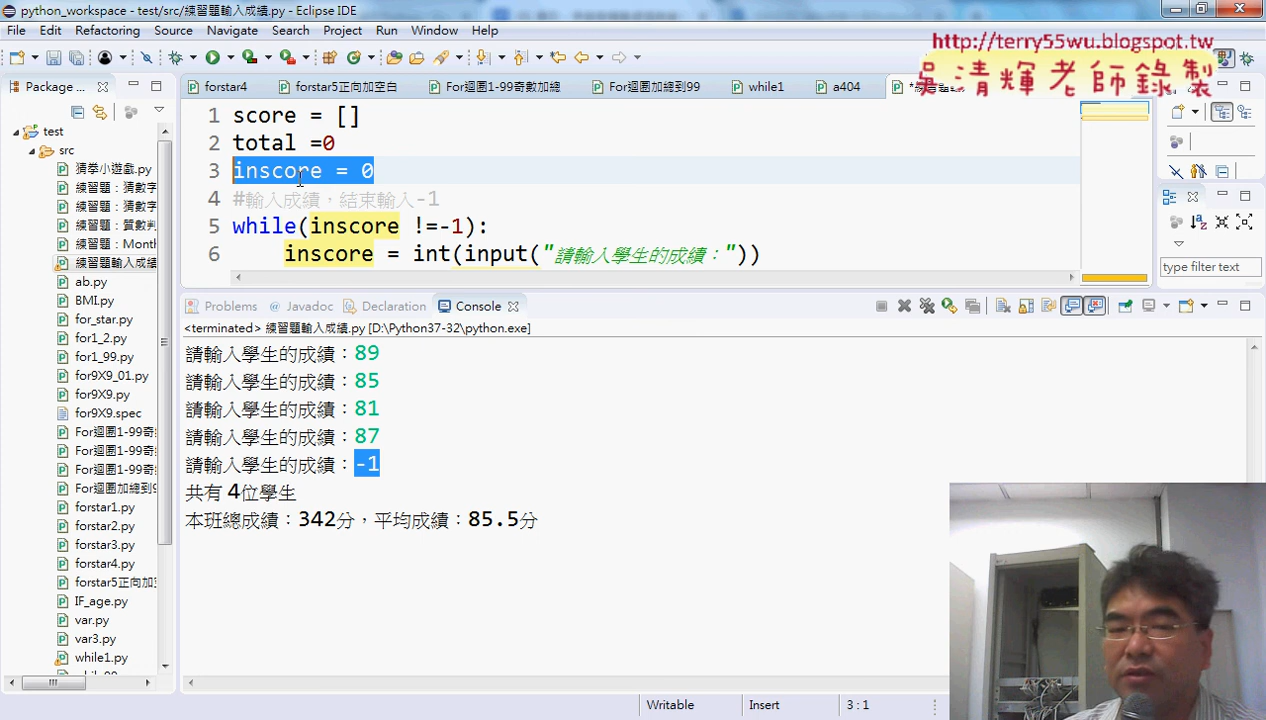 python_workspace - test/src/練習題輸入成績.py - Eclipse IDE
File Edit Refactoring Source Navigate Search Project Run Window Help
http://terry55wu.blogspot.tw
吳清輝老師錄製
Package ...
forstar4
forstar5正向加空白
For迴圈1-99奇數加總
For迴圈加總到99
while1
a404
test
src
猜拳小遊戲.py
練習題：猜數字
練習題：猜數字
練習題：質數判
練習題：Month
練習題輸入成績
ab.py
BMI.py
for_star.py
for1_2.py
for1_99.py
for9X9_01.py
for9X9.py
for9X9.spec
For迴圈1-99奇
For迴圈1-99奇
For迴圈1-99奇
For迴圈加總到9
forstar1.py
forstar2.py
forstar3.py
forstar4.py
forstar5正向加空
IF_age.py
var.py
var3.py
while1.py
1 score = []
2 total =0
3 inscore = 0
4 #輸入成績，結束輸入-1
5 while(inscore !=-1):
6 inscore = int(input("請輸入學生的成績："))
type filter text
Problems @ Javadoc Declaration Console
<terminated> 練習題輸入成績.py [D:\Python37-32\python.exe]
請輸入學生的成績：89
請輸入學生的成績：85
請輸入學生的成績：81
請輸入學生的成績：87
請輸入學生的成績：-1
共有 4位學生
本班總成績：342分，平均成績：85.5分
Writable Insert 3 : 1